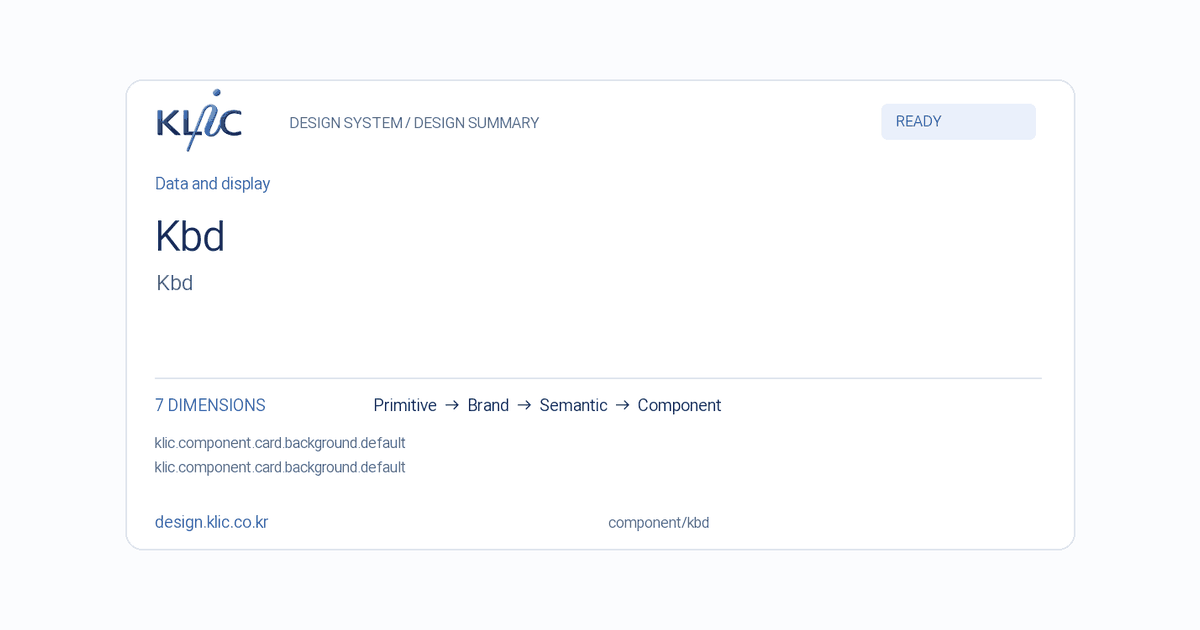 KLiC
DESIGN SYSTEM / DESIGN SUMMARY
READY
Data and display
Kbd
Kbd
7 DIMENSIONS
Primitive → Brand → Semantic → Component
klic.component.card.background.default
klic.component.card.background.default
design.klic.co.kr
component/kbd